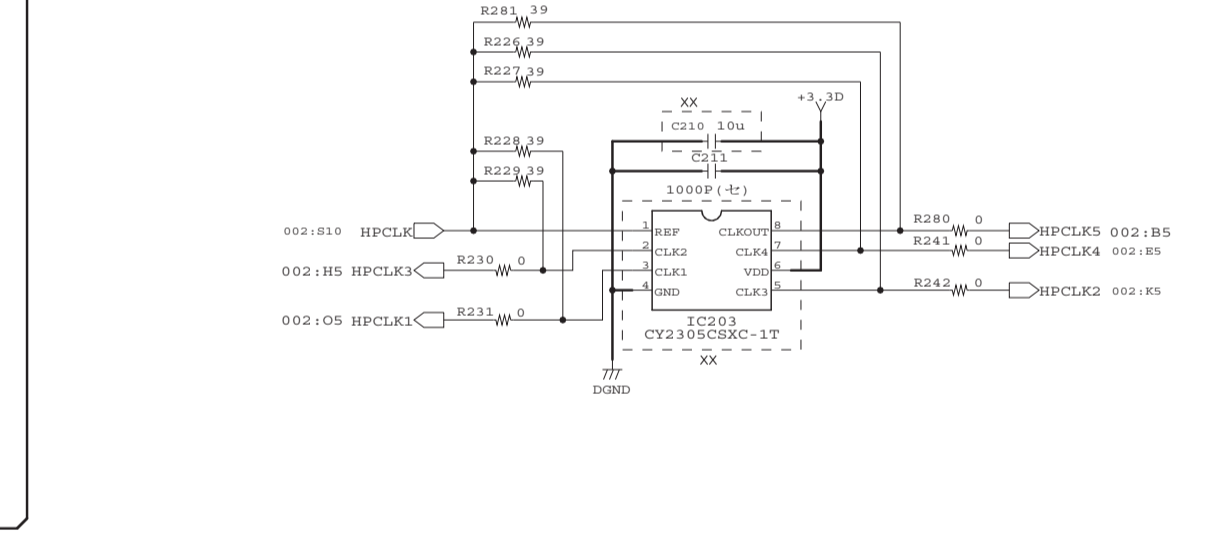 R281 39
R226 39
R227 39
XX
+3.3D
C210 10u
R228 39
C211
R229 39
1000P(セ)
002:S10 HPCLK
1 REF CLKOUT 8
R280 0
HPCLK5 002:B5
2 CLK2 CLK4 7
R241 0
HPCLK4 002:E5
002:H5 HPCLK3
R230 0
3 CLK1 VDD 6
4 GND CLK3 5
R242 0
HPCLK2 002:K5
002:O5 HPCLK1
R231 0
IC203
CY2305CSXC-1T
XX
DGND